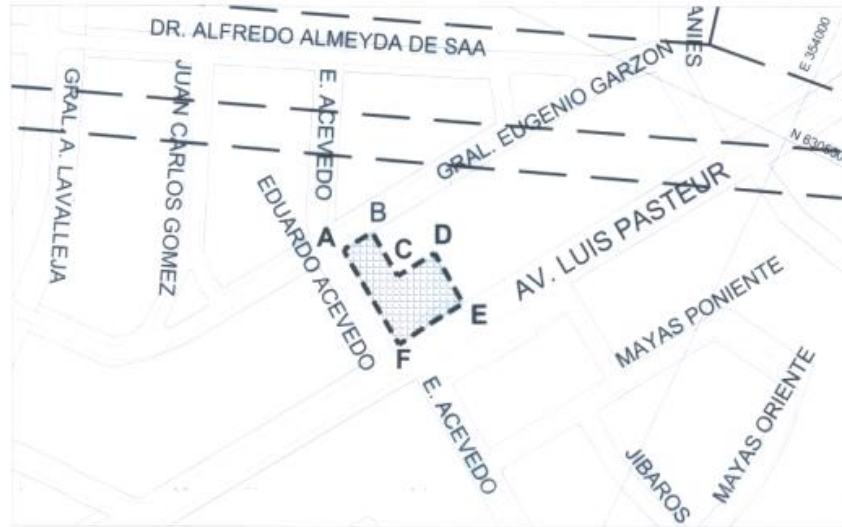 DR. ALFREDO ALMEYDA DE SAA
ANIES
E 354000
GRAL. A. LAVALLEJA
JUAN CARLOS GOMEZ
E. ACEVEDO
GRAL. EUGENIO GARZON
EDUARDO ACEVEDO
A
B
C
D
E
F
AV. LUIS PASTEUR
MAYAS PONIENTE
MAYAS ORIENTE
E. ACEVEDO
JIBAROS